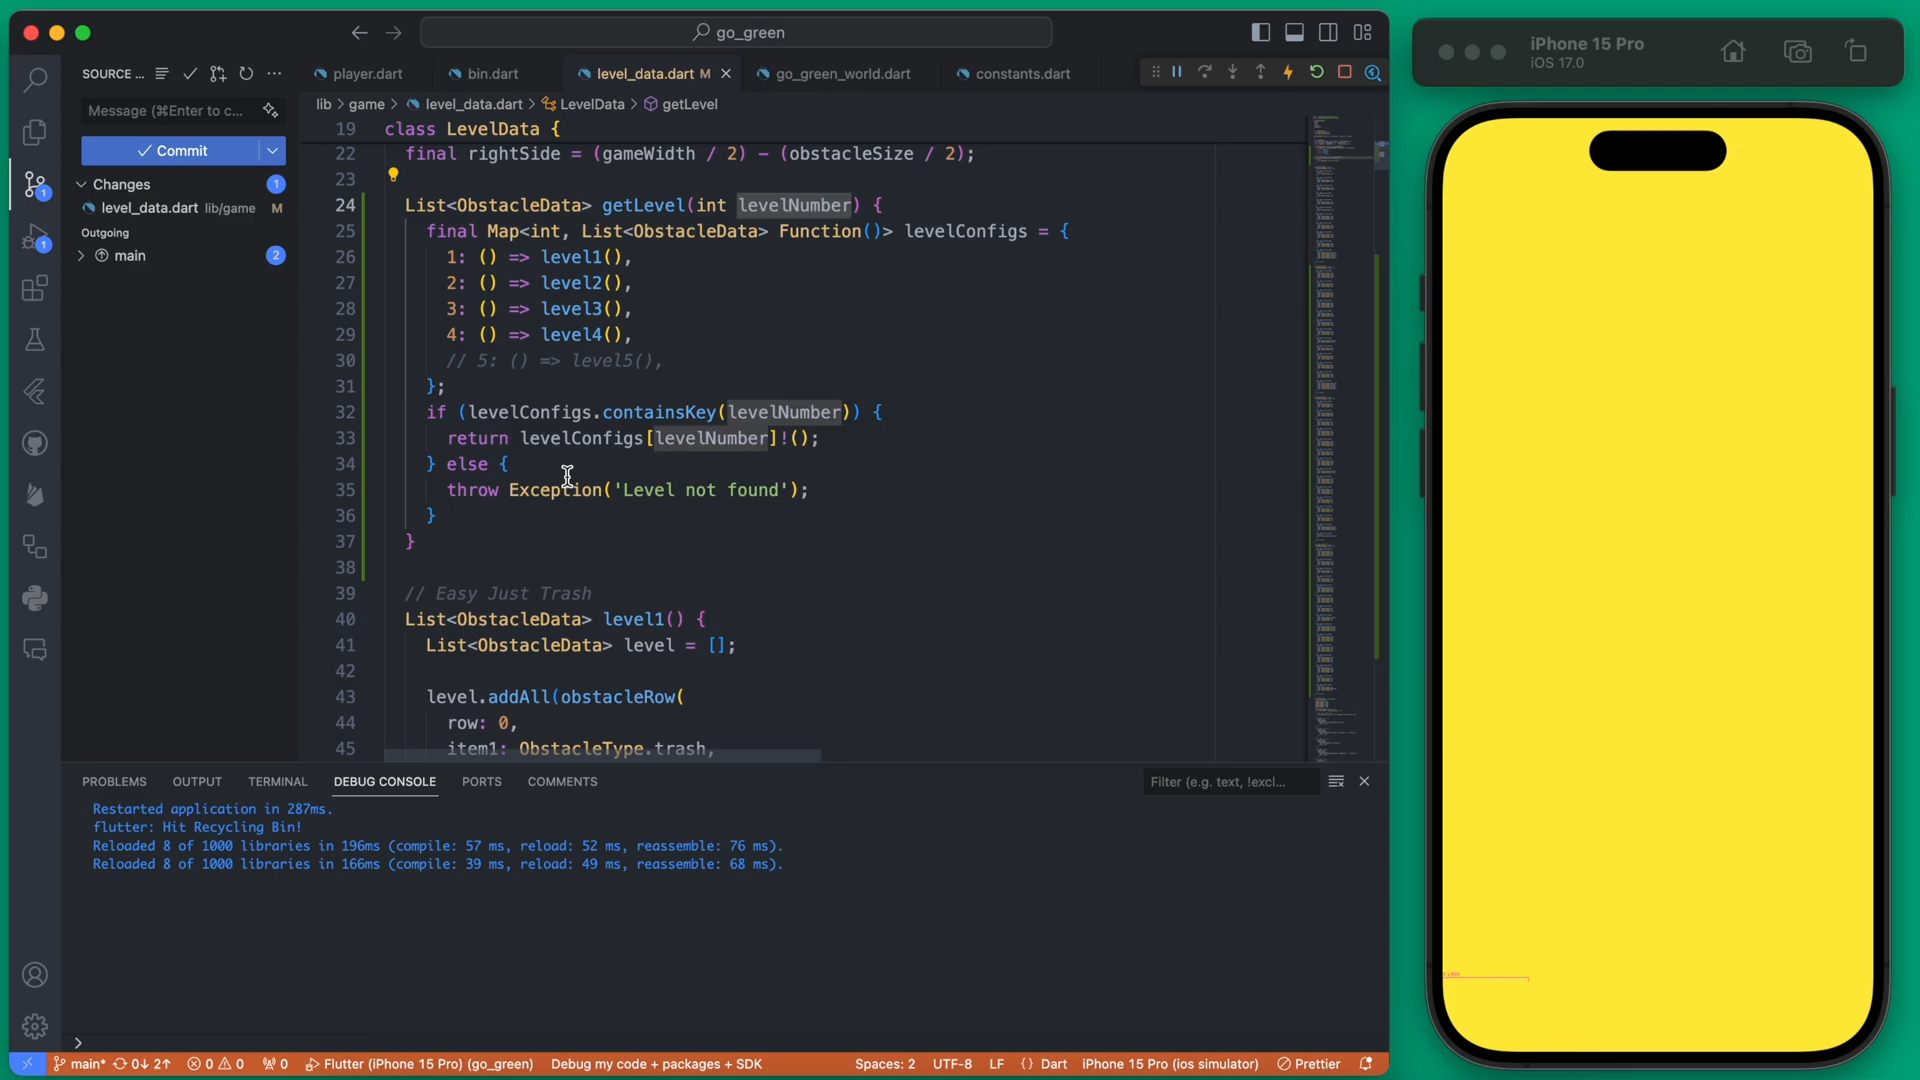 go_green
SOURCE ...
player.dart
bin.dart
level_data.dart M
go_green_world.dart
constants.dart
Message (⌘Enter to c...
Commit
Changes 1
level_data.dart lib/game M
Outgoing
main 2
1
1
lib > game > level_data.dart > LevelData > getLevel
19 class LevelData {
22 final rightSide = (gameWidth / 2) - (obstacleSize / 2);
23
24 List<ObstacleData> getLevel(int levelNumber) {
25 final Map<int, List<ObstacleData> Function()> levelConfigs = {
26 1: () => level1(),
27 2: () => level2(),
28 3: () => level3(),
29 4: () => level4(),
30 // 5: () => level5(),
31 };
32 if (levelConfigs.containsKey(levelNumber)) {
33 return levelConfigs[levelNumber]!();
34 } else {
35 throw Exception('Level not found');
36 }
37 }
38
39 // Easy Just Trash
40 List<ObstacleData> level1() {
41 List<ObstacleData> level = [];
42
43 level.addAll(obstacleRow(
44 row: 0,
45 item1: ObstacleType.trash,
PROBLEMS OUTPUT TERMINAL DEBUG CONSOLE PORTS COMMENTS
Filter (e.g. text, !excl...
Restarted application in 287ms.
flutter: Hit Recycling Bin!
Reloaded 8 of 1000 libraries in 196ms (compile: 57 ms, reload: 52 ms, reassemble: 76 ms).
Reloaded 8 of 1000 libraries in 166ms (compile: 39 ms, reload: 49 ms, reassemble: 68 ms).
main* 0↓ 2↑ 0 0 0 Flutter (iPhone 15 Pro) (go_green) Debug my code + packages + SDK Spaces: 2 UTF-8 LF {} Dart iPhone 15 Pro (ios simulator) Prettier
iPhone 15 Pro
iOS 17.0